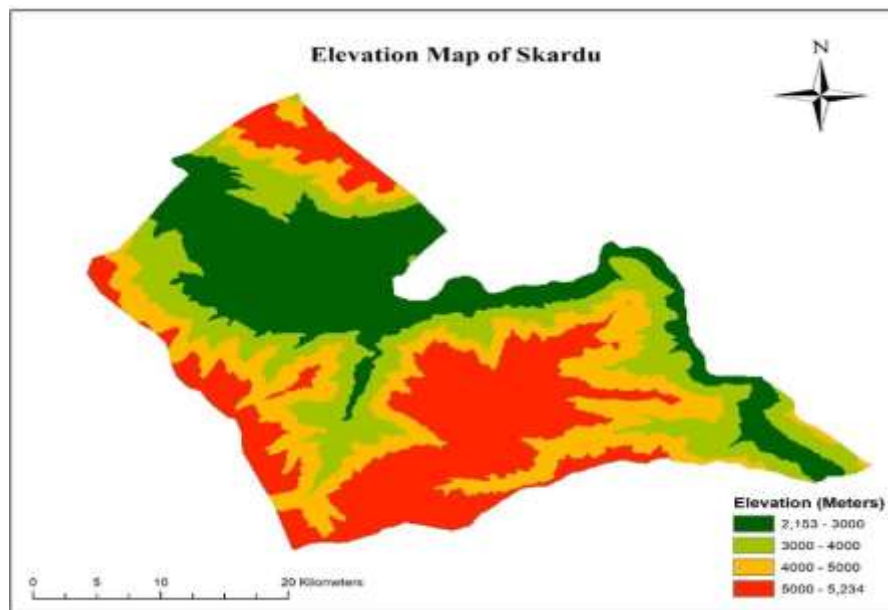 Elevation Map of Skardu
N
Elevation (Meters)
2,153 - 3000
3000 - 4000
4000 - 5000
5000 - 5,234
0 5 10 20 Kilometers